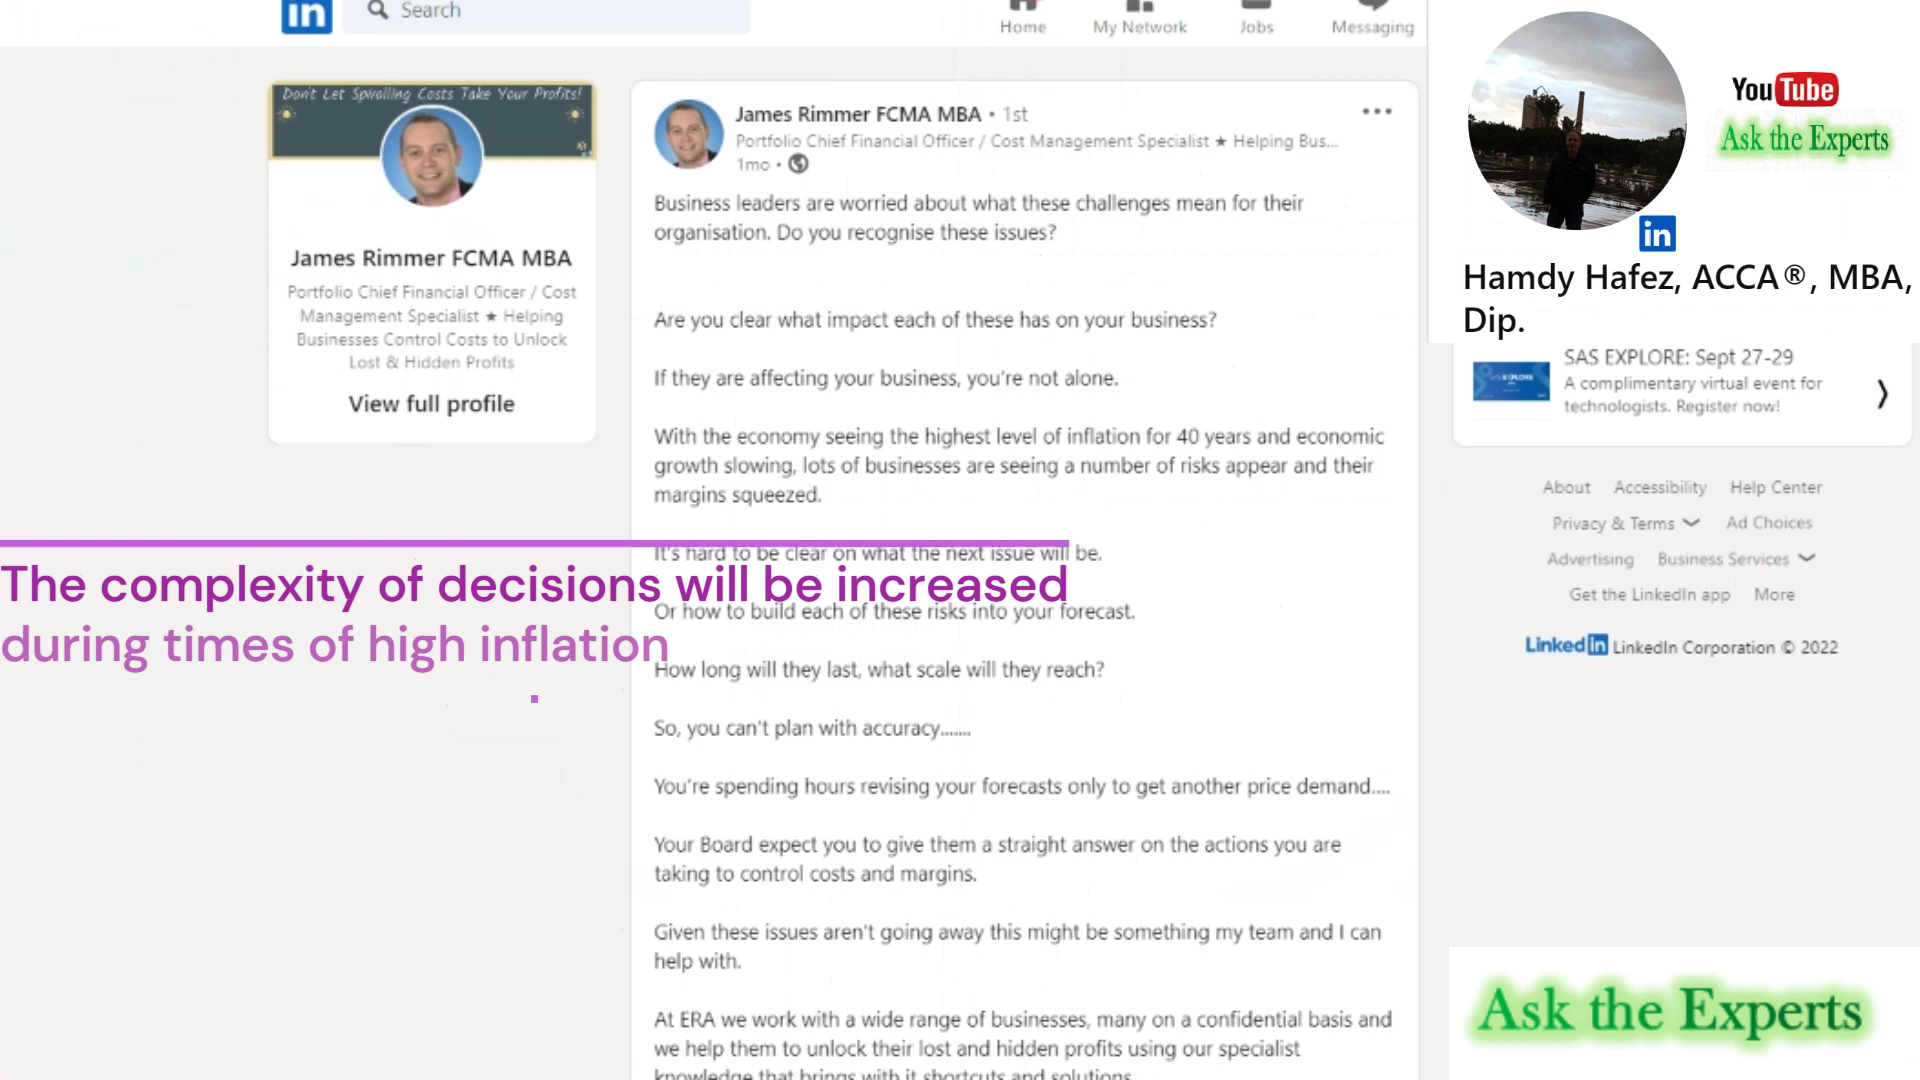 in
Search
Home
My Network
Jobs
Messaging
Don't Let Spiralling Costs Take Your Profits!
James Rimmer FCMA MBA
Portfolio Chief Financial Officer / Cost
Management Specialist ★ Helping
Businesses Control Costs to Unlock
Lost & Hidden Profits
View full profile
James Rimmer FCMA MBA • 1st
Portfolio Chief Financial Officer / Cost Management Specialist ★ Helping Bus...
1mo •
Business leaders are worried about what these challenges mean for their
organisation. Do you recognise these issues?
Are you clear what impact each of these has on your business?
If they are affecting your business, you're not alone.
With the economy seeing the highest level of inflation for 40 years and economic
growth slowing, lots of businesses are seeing a number of risks appear and their
margins squeezed.
It's hard to be clear on what the next issue will be.
The complexity of decisions will be increased
Or how to build each of these risks into your forecast.
during times of high inflation
.
How long will they last, what scale will they reach?
So, you can't plan with accuracy.......
You're spending hours revising your forecasts only to get another price demand....
Your Board expect you to give them a straight answer on the actions you are
taking to control costs and margins.
Given these issues aren't going away this might be something my team and I can
help with.
At ERA we work with a wide range of businesses, many on a confidential basis and
we help them to unlock their lost and hidden profits using our specialist
knowledge that brings with it shortcuts and solutions
YouTube
Ask the Experts
in
Hamdy Hafez, ACCA®, MBA,
Dip.
SAS EXPLORE: Sept 27-29
A complimentary virtual event for
technologists. Register now!
About Accessibility Help Center
Privacy & Terms Ad Choices
Advertising Business Services
Get the LinkedIn app More
LinkedIn LinkedIn Corporation © 2022
Ask the Experts